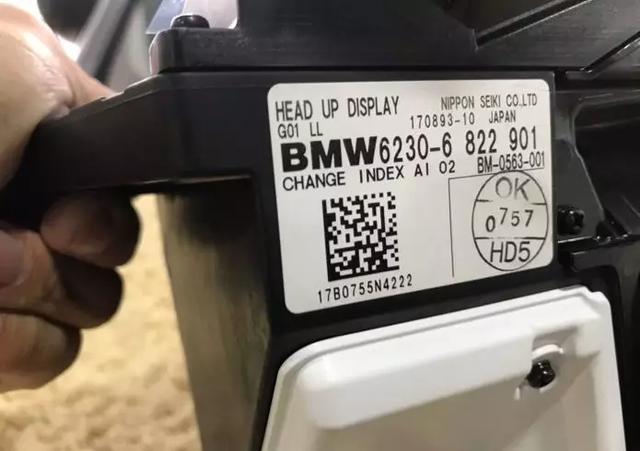 HEAD UP DISPLAY NIPPON SEIKI CO.,LTD
G01 LL 170893-10 JAPAN
BMW6230-6 822 901
CHANGE INDEX AI 02 BM-0563-001
OK
0757
HD5
17B0755N4222